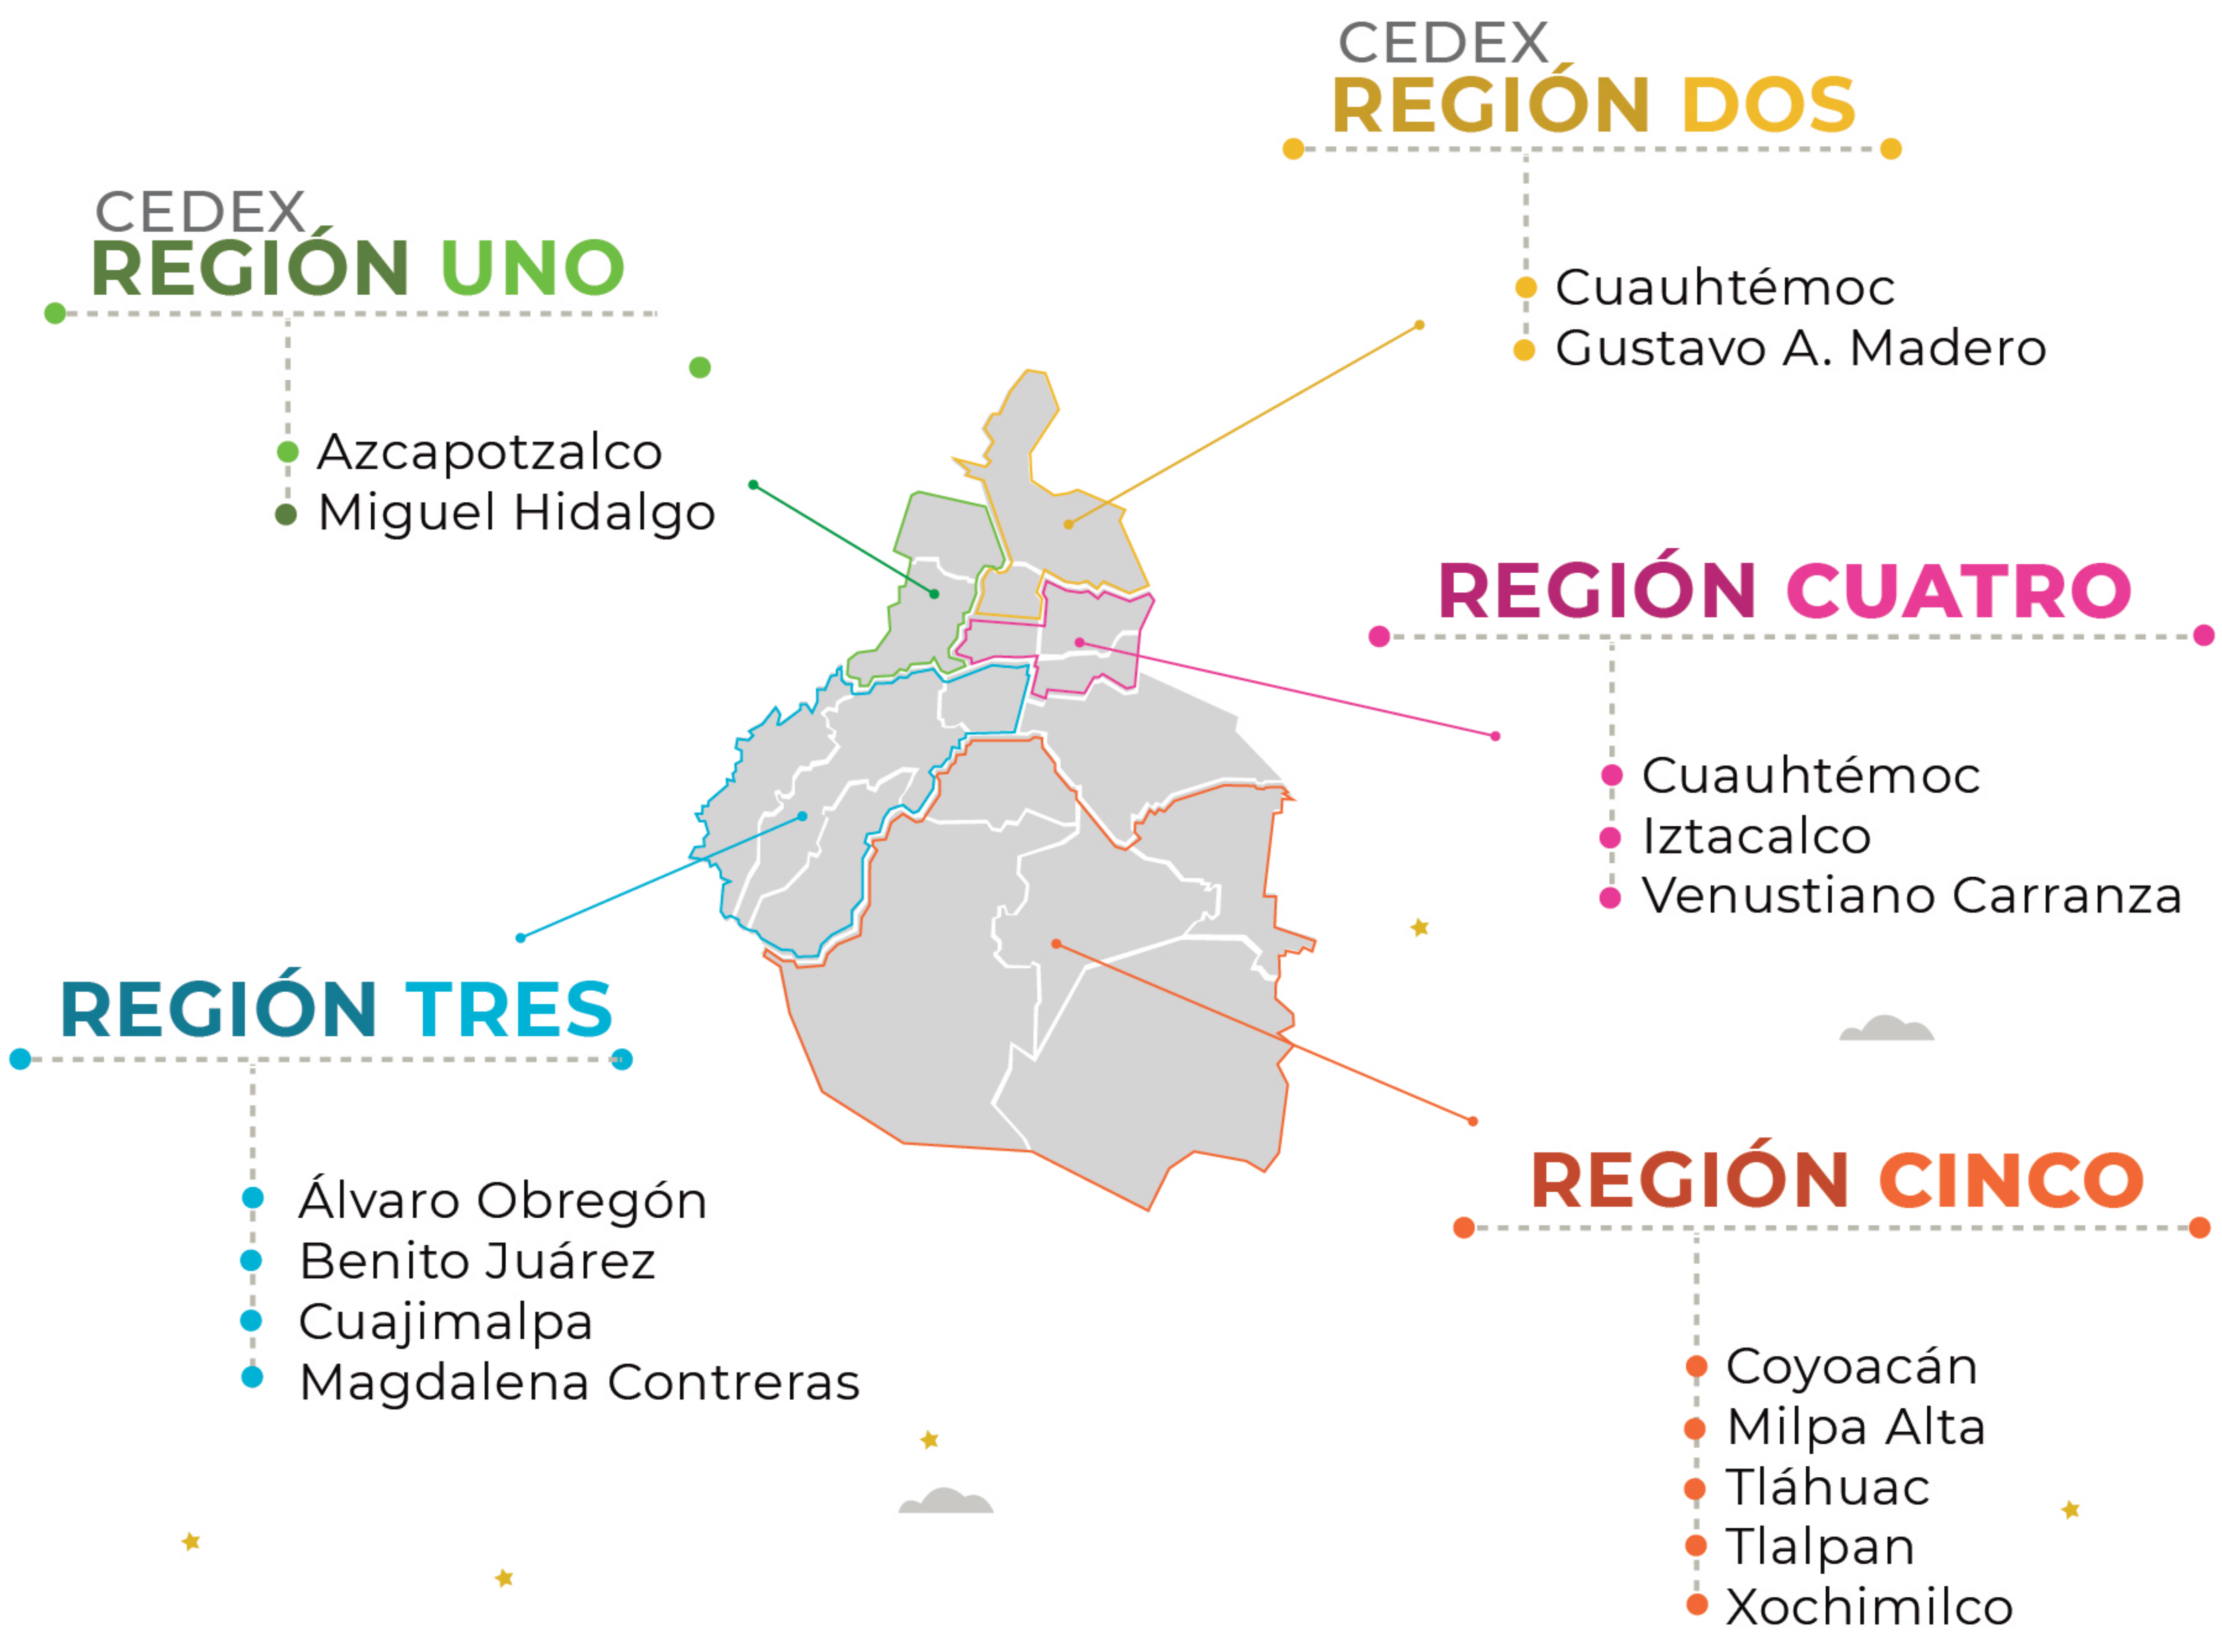 CEDEX
REGIÓN UNO
Azcapotzalco
Miguel Hidalgo
CEDEX
REGIÓN DOS
Cuauhtémoc
Gustavo A. Madero
REGIÓN TRES
Álvaro Obregón
Benito Juárez
Cuajimalpa
Magdalena Contreras
REGIÓN CUATRO
Cuauhtémoc
Iztacalco
Venustiano Carranza
REGIÓN CINCO
Coyoacán
Milpa Alta
Tláhuac
Tlalpan
Xochimilco